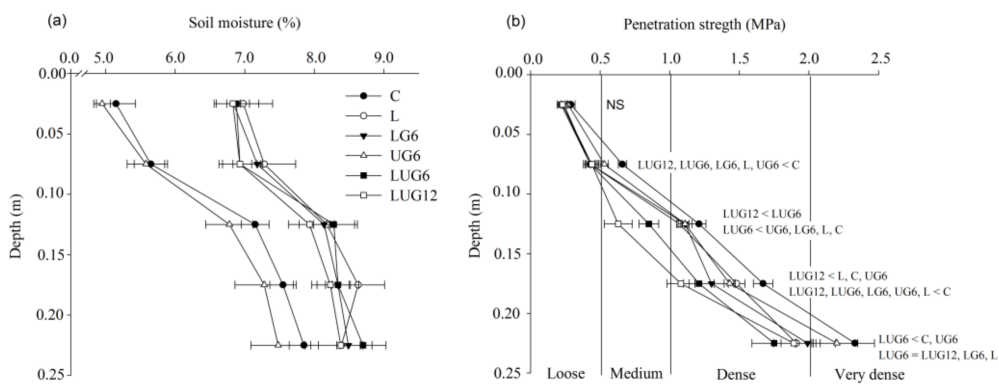 (a)
Soil moisture (%)
0.0 5.0 6.0 7.0 8.0 9.0
0.00
0.05
0.10
0.15
0.20
0.25
Depth (m)
C
L
LG6
UG6
LUG6
LUG12
(b)
Penetration stregth (MPa)
0.0 0.5 1.0 1.5 2.0 2.5
0.00
0.05
0.10
0.15
0.20
0.25
Depth (m)
NS
LUG12, LUG6, LG6, L, UG6 < C
LUG12 < LUG6
LUG6 < UG6, LG6, L, C
LUG12 < L, C, UG6
LUG12, LUG6, LG6, UG6, L < C
LUG6 < C, UG6
LUG6 = LUG12, LG6, L
Loose Medium Dense Very dense